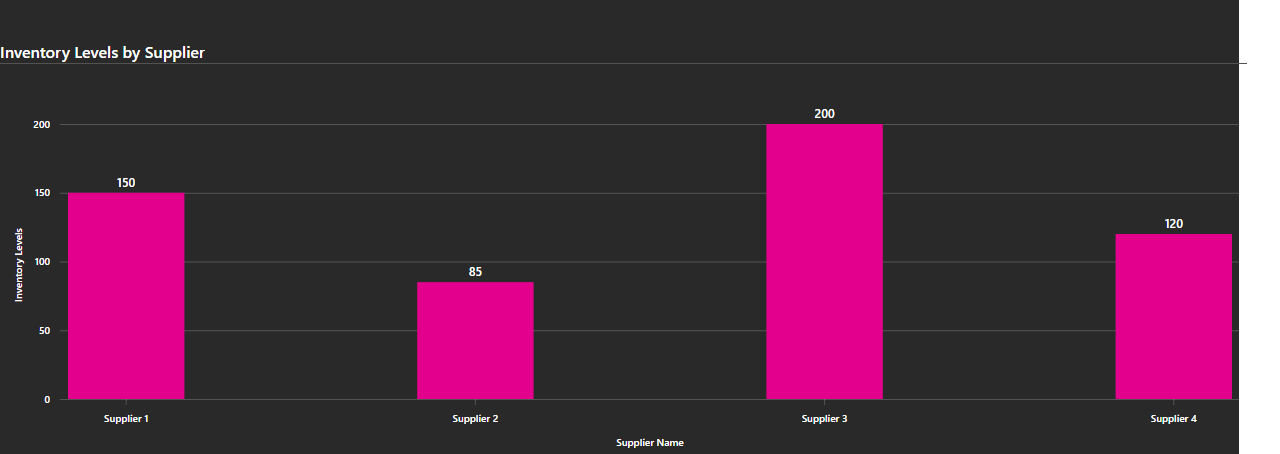 Inventory Levels by Supplier
200
150
100
50
0
Inventory Levels
150
85
200
120
Supplier 1
Supplier 2
Supplier 3
Supplier 4
Supplier Name